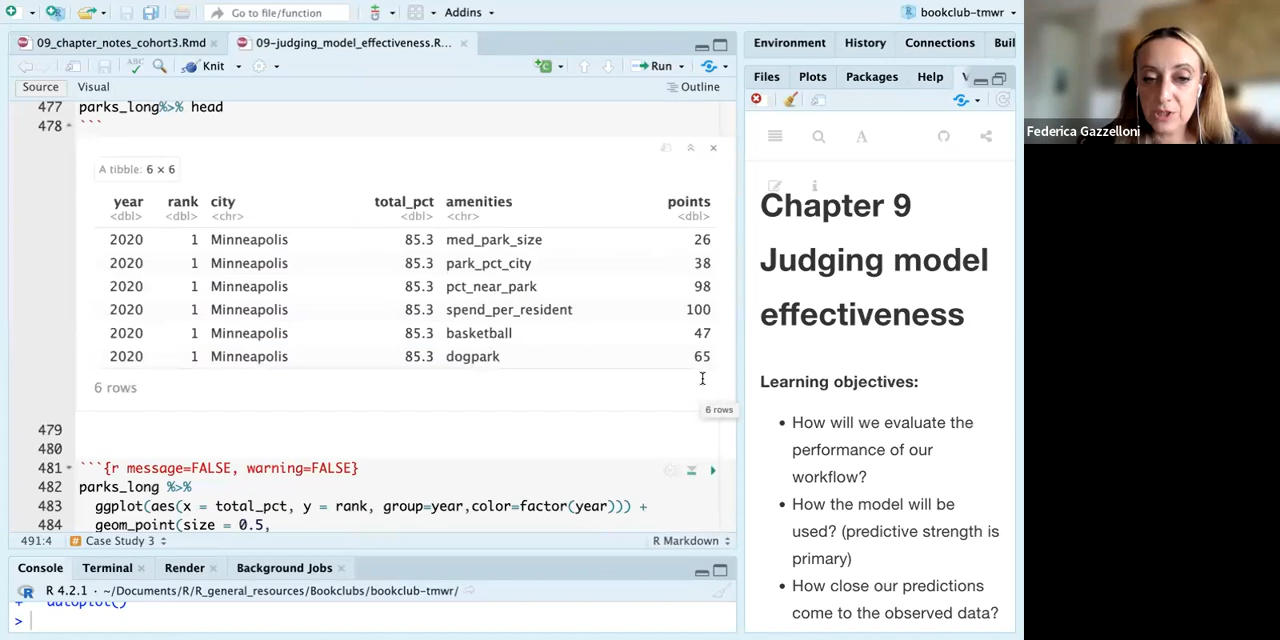 Go to file/function
Addins
bookclub-tmwr
09_chapter_notes_cohort3.Rmd
09-judging_model_effectiveness.R...
Environment
History
Connections
Buil
Knit
Run
Files
Plots
Packages
Help
V
Source
Visual
Outline
477 parks_long%>% head
478 ```
A tibble: 6 × 6
year rank city total_pct amenities points
<dbl> <dbl> <chr> <dbl> <chr> <dbl>
2020 1 Minneapolis 85.3 med_park_size 26
2020 1 Minneapolis 85.3 park_pct_city 38
2020 1 Minneapolis 85.3 pct_near_park 98
2020 1 Minneapolis 85.3 spend_per_resident 100
2020 1 Minneapolis 85.3 basketball 47
2020 1 Minneapolis 85.3 dogpark 65
6 rows
6 rows
479
480
481 ```{r message=FALSE, warning=FALSE}
482 parks_long %>%
483 ggplot(aes(x = total_pct, y = rank, group=year,color=factor(year))) +
484 geom_point(size = 0.5,
491:4
Case Study 3
R Markdown
Console
Terminal
Render
Background Jobs
R 4.2.1 · ~/Documents/R/R_general_resources/Bookclubs/bookclub-tmwr/
+ autoplot()
>
A
Chapter 9
Judging model
effectiveness
Learning objectives:
• How will we evaluate the
performance of our
workflow?
• How the model will be
used? (predictive strength is
primary)
• How close our predictions
come to the observed data?
Federica Gazzelloni